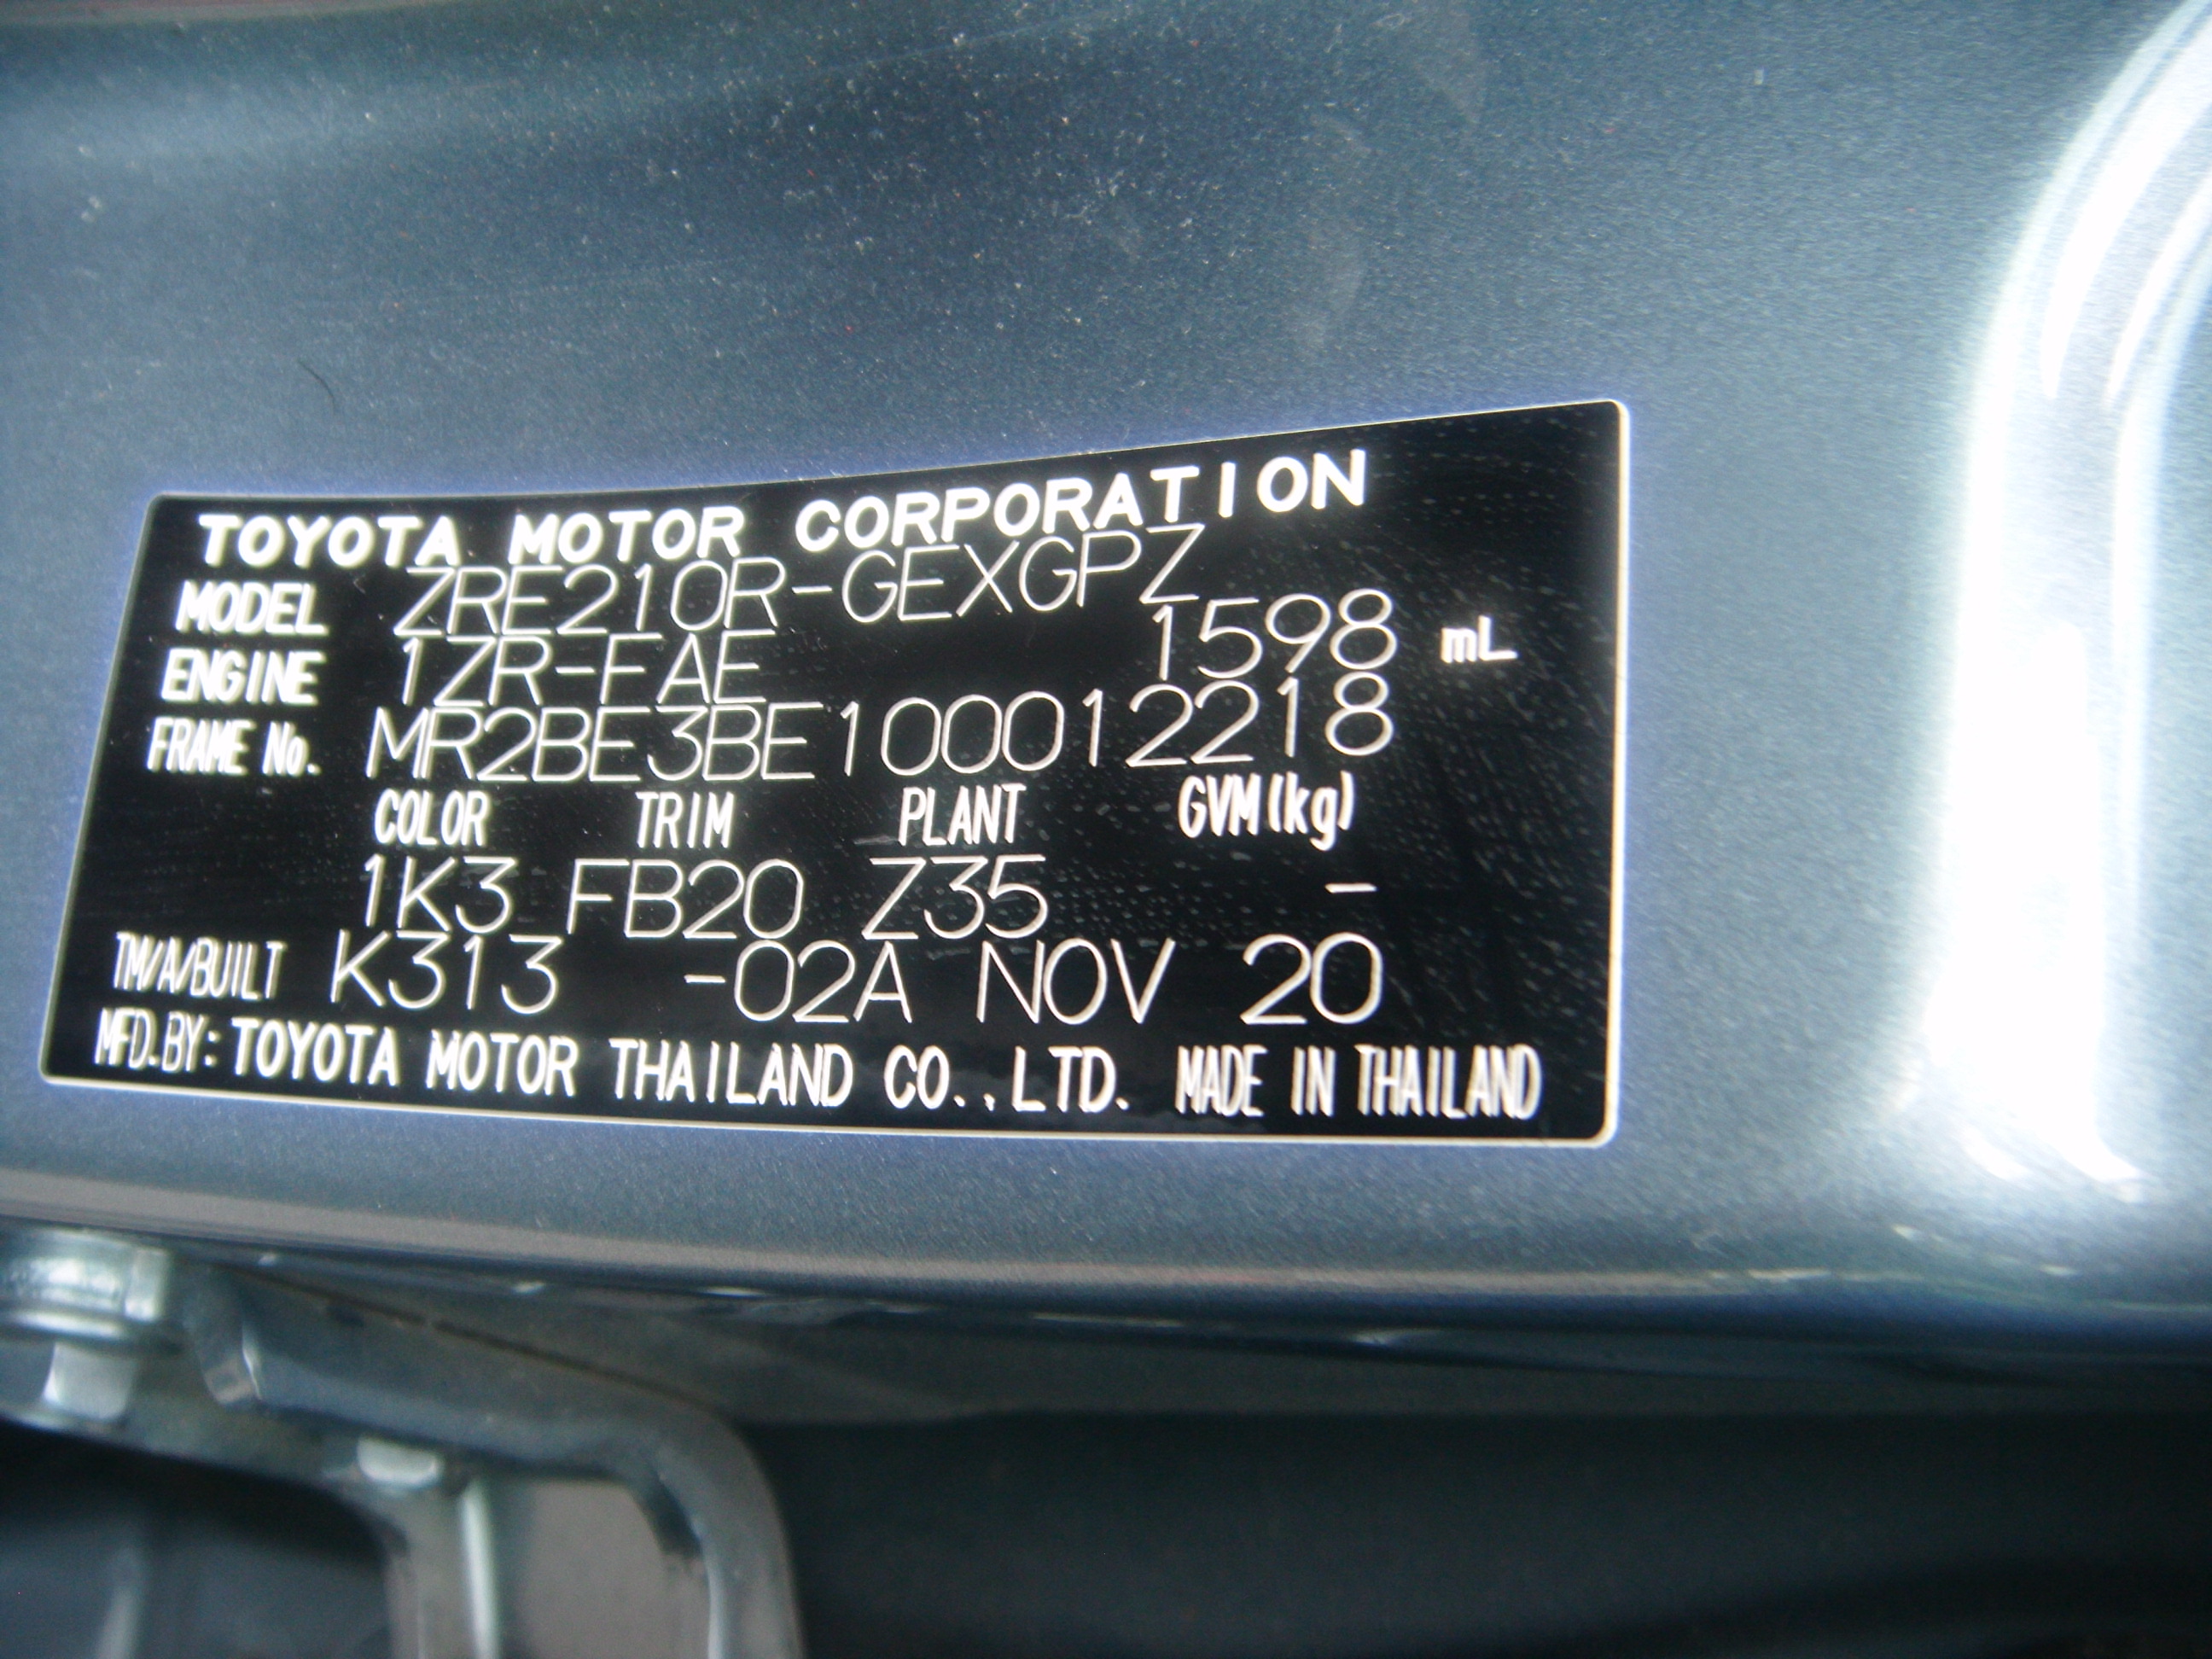 TOYOTA MOTOR CORPORATION
MODEL ZRE210R-GEXGPZ
ENGINE 1ZR-FAE 1598 mL
FRAME No. MR2BE3BE100012218
COLOR TRIM PLANT GVM(kg)
1K3 FB20 Z35 -
TM/A/BUILT K313 -02A NOV 20
MFD.BY: TOYOTA MOTOR THAILAND CO.,LTD. MADE IN THAILAND